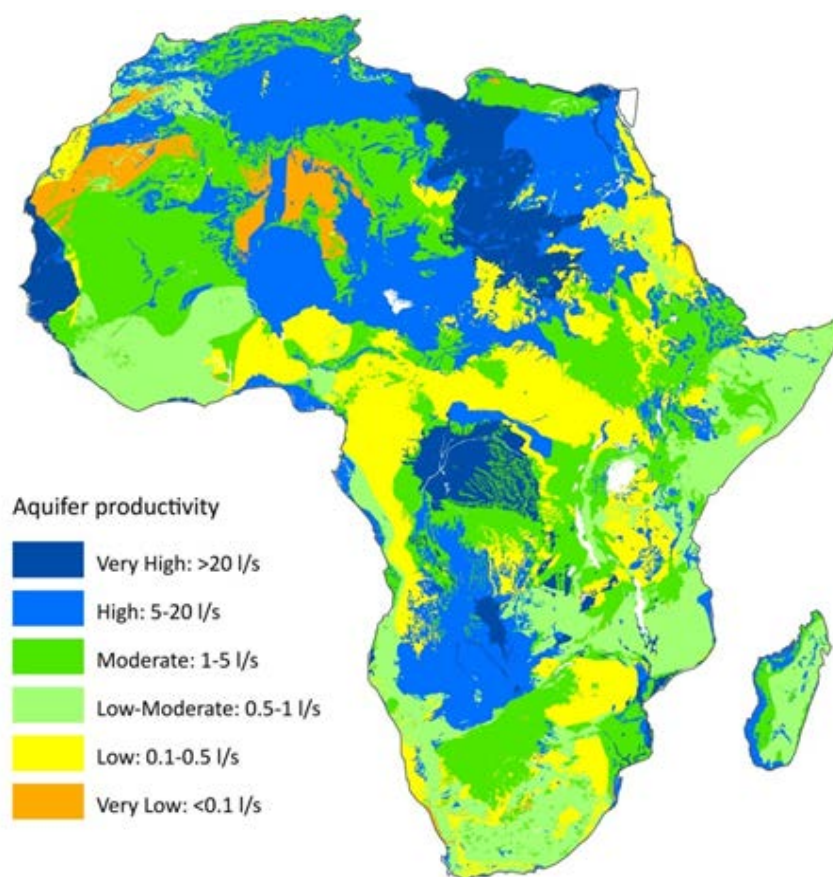 Aquifer productivity
Very High: >20 l/s
High: 5-20 l/s
Moderate: 1-5 l/s
Low-Moderate: 0.5-1 l/s
Low: 0.1-0.5 l/s
Very Low: <0.1 l/s